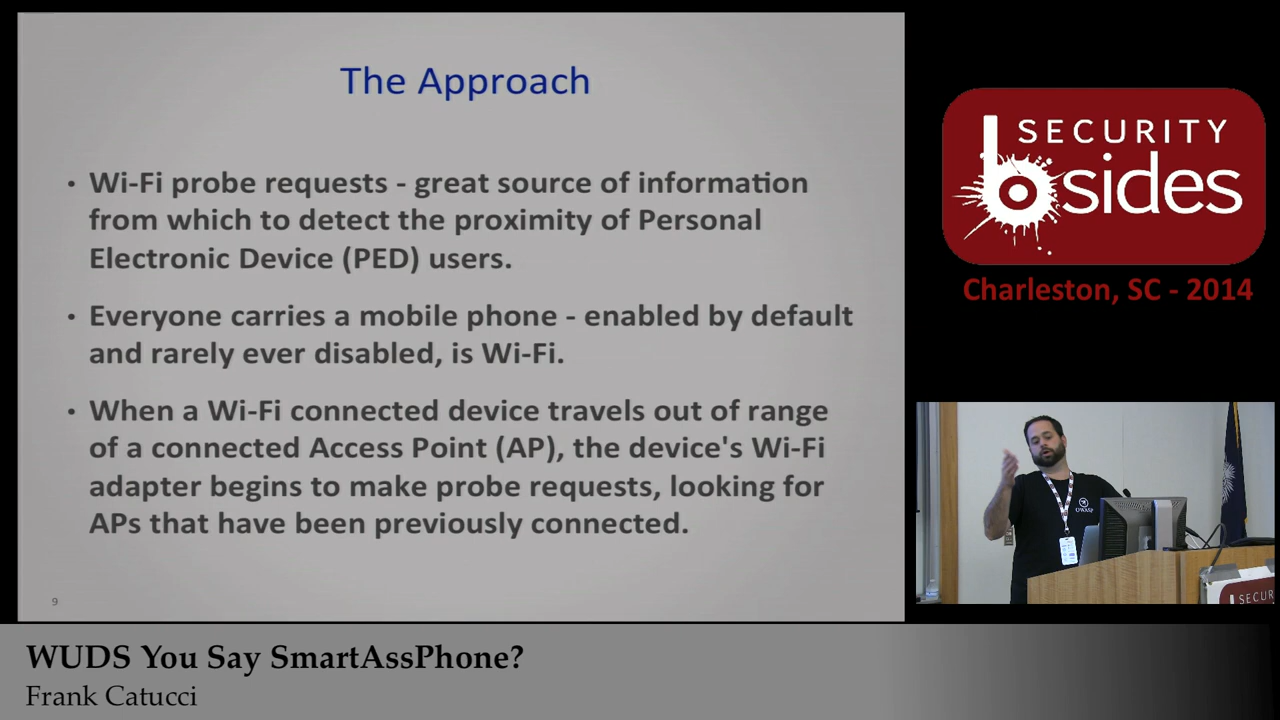 The Approach
• Wi-Fi probe requests - great source of information
from which to detect the proximity of Personal
Electronic Device (PED) users.
• Everyone carries a mobile phone - enabled by default
and rarely ever disabled, is Wi-Fi.
• When a Wi-Fi connected device travels out of range
of a connected Access Point (AP), the device's Wi-Fi
adapter begins to make probe requests, looking for
APs that have been previously connected.
9
SECURITY
bsides
Charleston, SC - 2014
OWASP
SECUR
WUDS You Say SmartAssPhone?
Frank Catucci